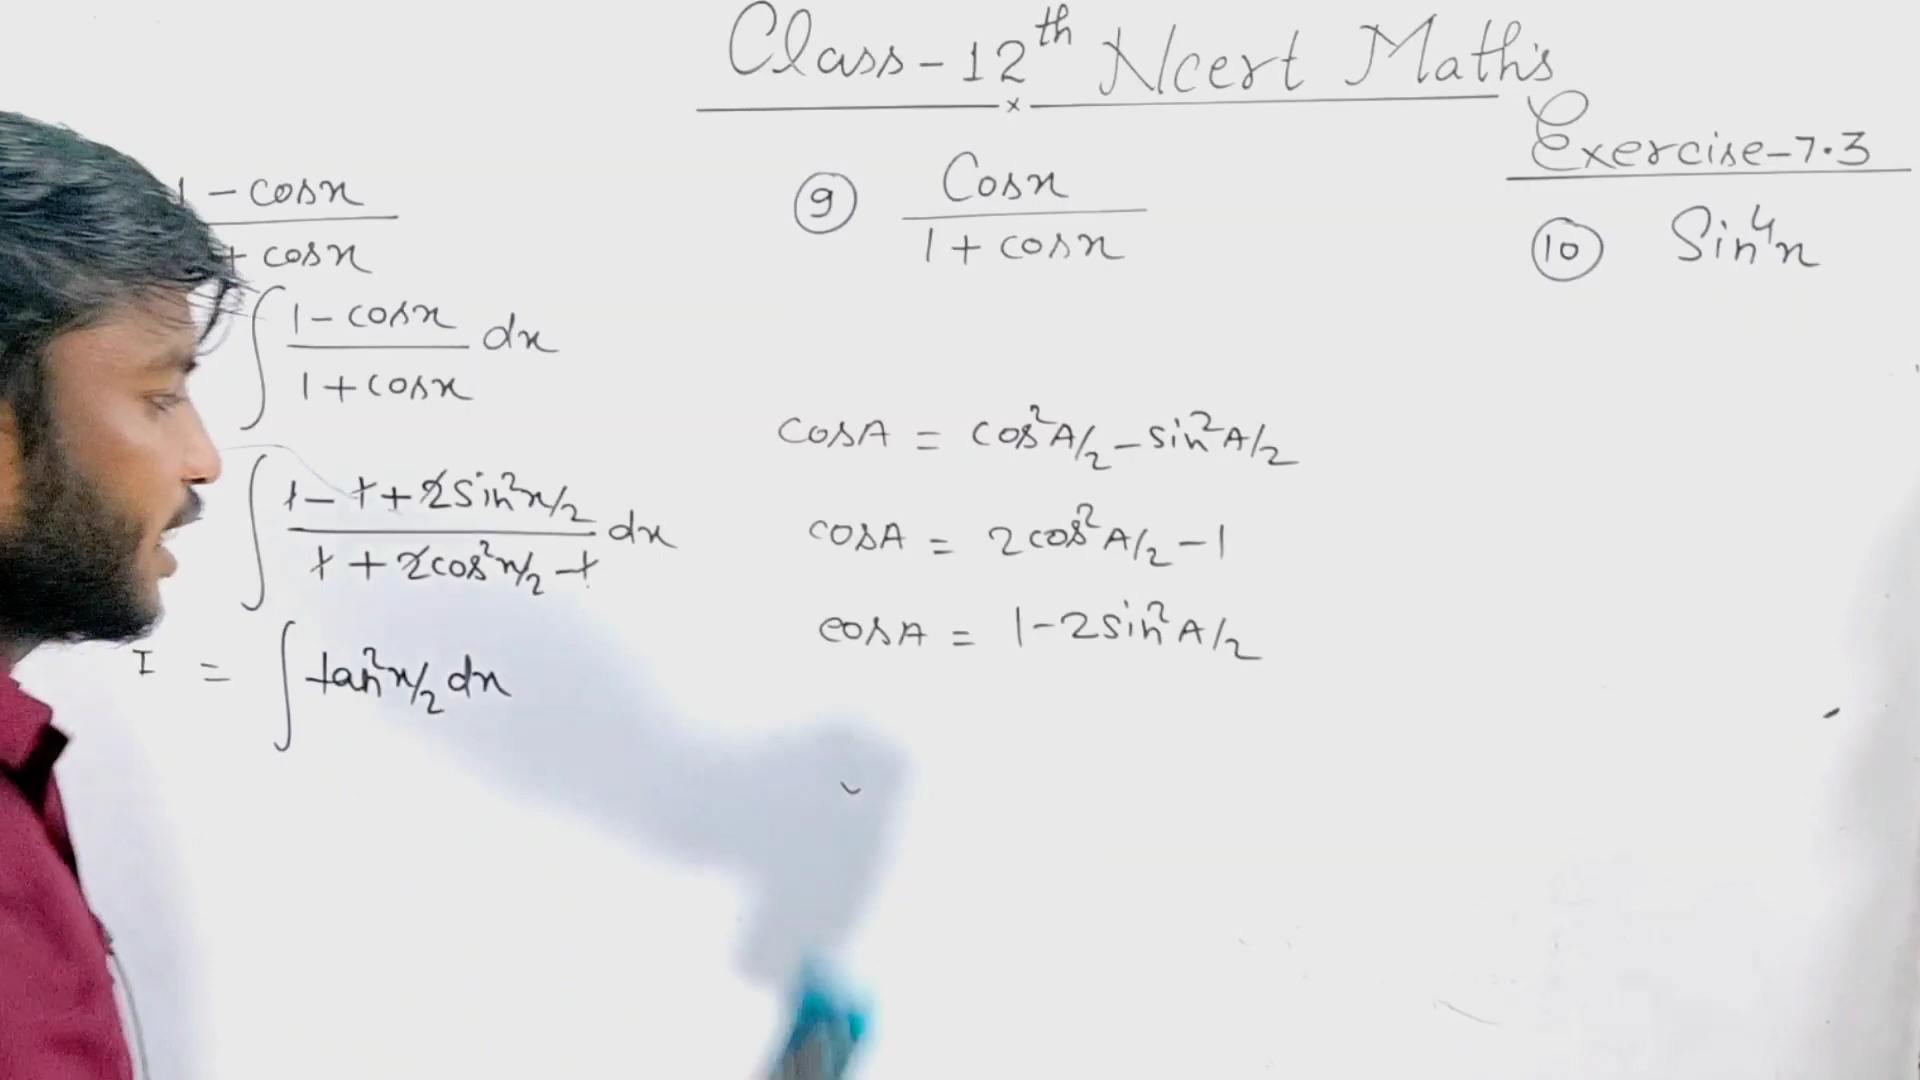 Class-12th Ncert Maths
Exercise-7.3
1 - cosx
+ cosx
∫ 1-cosx / 1+cosx dx
∫ 1-1+2sin²x/2 / 1+2cos²x/2-1 dx
I = ∫ tan²x/2 dx
9 Cosx / 1+cosx
cosA = cos²A/2 - sin²A/2
cosA = 2cos²A/2 - 1
cosA = 1-2sin²A/2
10 Sin⁴x